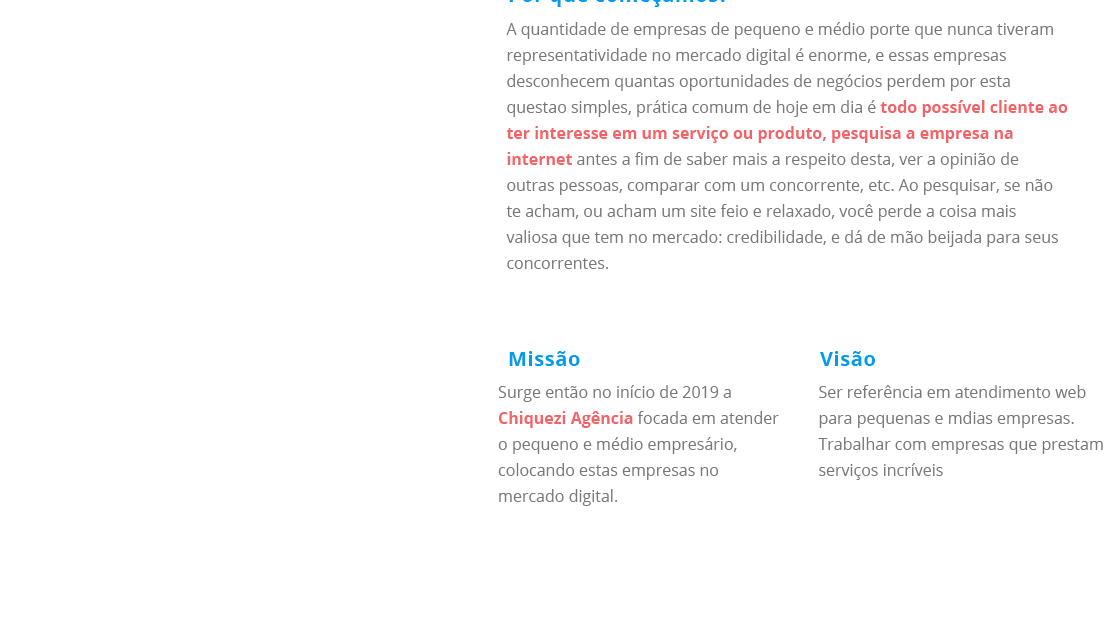 Por que começamos?
A quantidade de empresas de pequeno e médio porte que nunca tiveram
representatividade no mercado digital é enorme, e essas empresas
desconhecem quantas oportunidades de negócios perdem por esta
questao simples, prática comum de hoje em dia é todo possível cliente ao
ter interesse em um serviço ou produto, pesquisa a empresa na
internet antes a fim de saber mais a respeito desta, ver a opinião de
outras pessoas, comparar com um concorrente, etc. Ao pesquisar, se não
te acham, ou acham um site feio e relaxado, você perde a coisa mais
valiosa que tem no mercado: credibilidade, e dá de mão beijada para seus
concorrentes.
Missão
Surge então no início de 2019 a
Chiquezi Agência focada em atender
o pequeno e médio empresário,
colocando estas empresas no
mercado digital.
Visão
Ser referência em atendimento web
para pequenas e mdias empresas.
Trabalhar com empresas que prestam
serviços incríveis